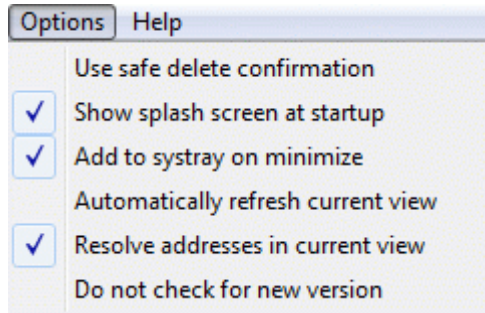 Options Help
Use safe delete confirmation
Show splash screen at startup
Add to systray on minimize
Automatically refresh current view
Resolve addresses in current view
Do not check for new version